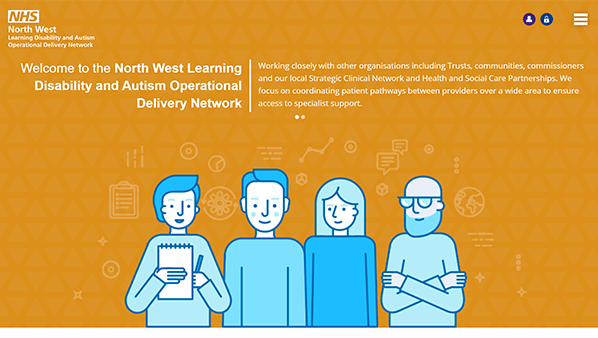 NHS
North West
Learning Disability and Autism
Operational Delivery Network
Welcome to the North West Learning
Disability and Autism Operational
Delivery Network
Working closely with other organisations including Trusts, communities, commissioners
and our local Strategic Clinical Network and Health and Social Care Partnerships. We
focus on coordinating patient pathways between providers over a wide area to ensure
access to specialist support.